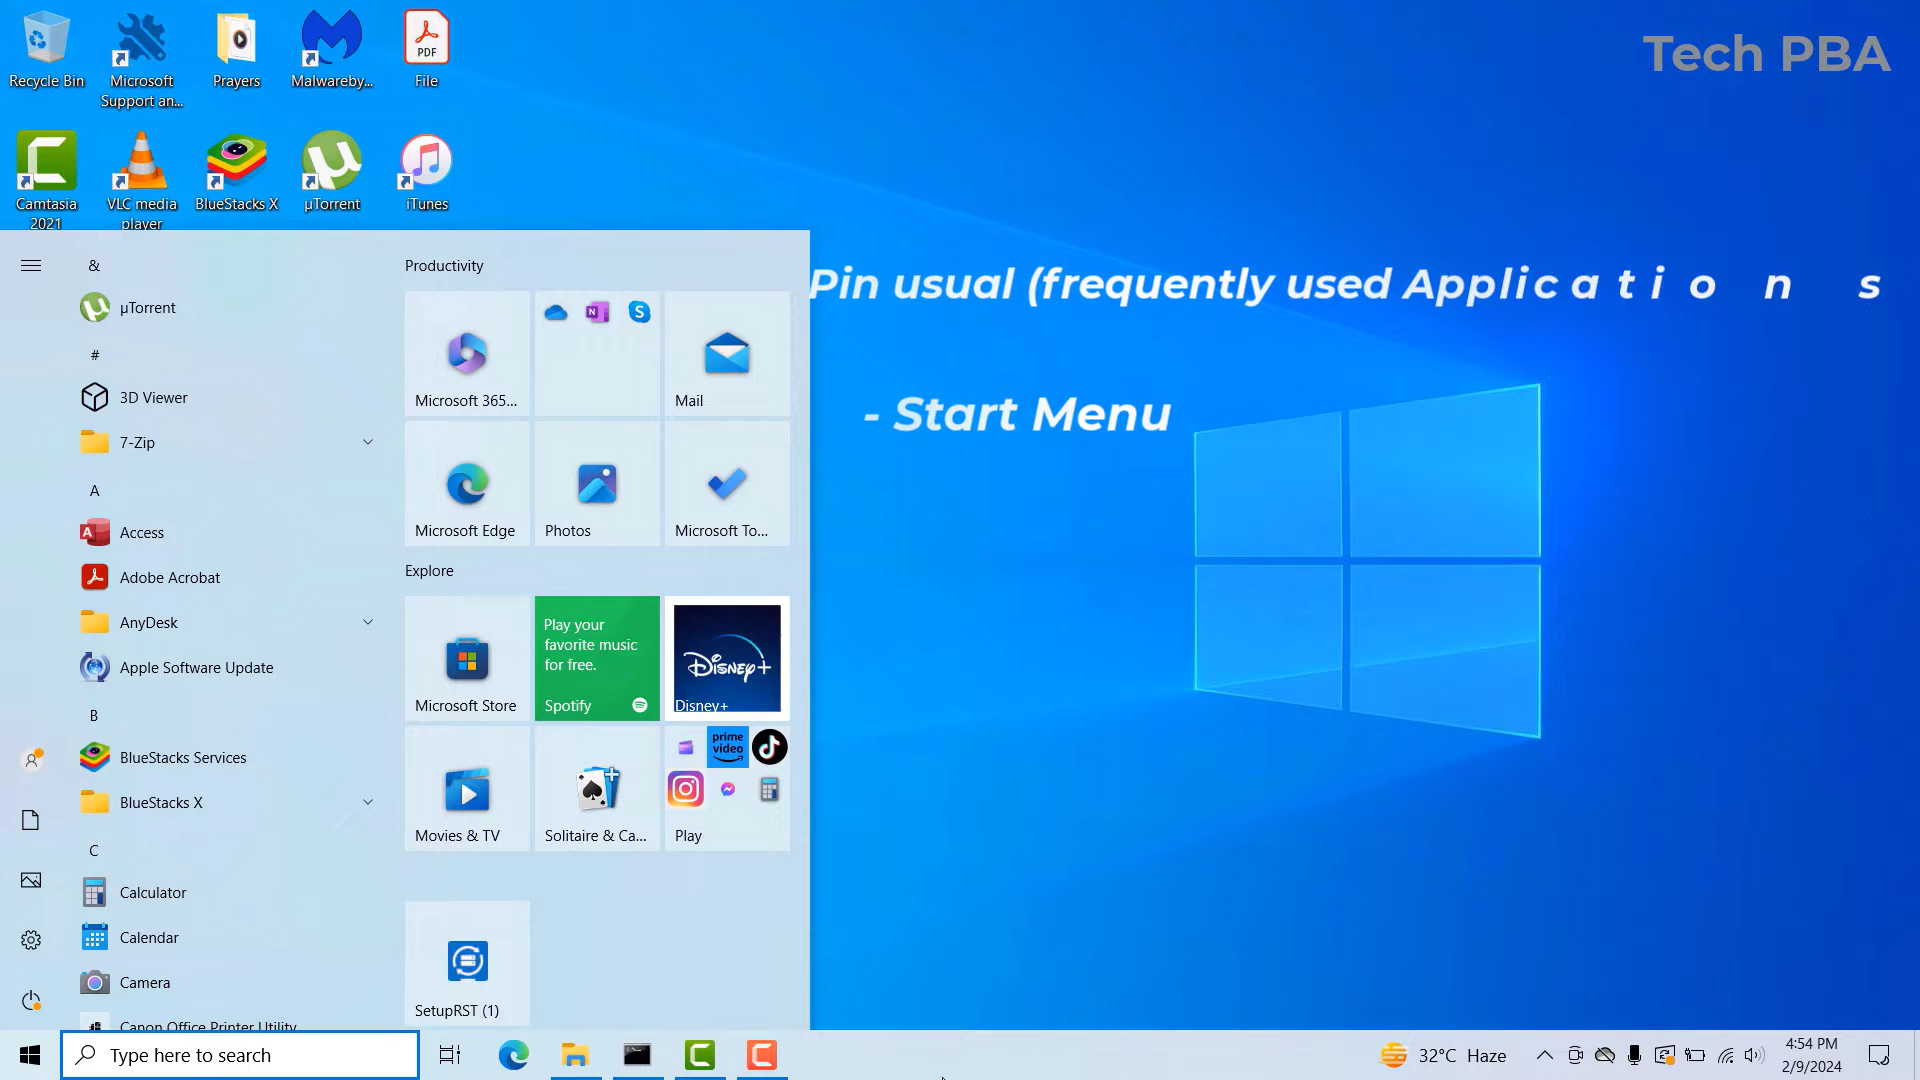 Tech PBA
Recycle Bin
Microsoft
Support an...
Prayers
Malwareby...
PDF
File
Camtasia
2021
VLC media
player
BlueStacks X
µTorrent
iTunes
Pin usual (frequently used Applications
- Start Menu
&
µTorrent
#
3D Viewer
7-Zip
A
Access
Adobe Acrobat
AnyDesk
Apple Software Update
B
BlueStacks Services
BlueStacks X
C
Calculator
Calendar
Camera
Canon Office Printer Utility
Productivity
Microsoft 365...
Mail
Microsoft Edge
Photos
Microsoft To...
Explore
Microsoft Store
Play your
favorite music
for free.
Spotify
Disney+
Disney+
Movies & TV
Solitaire & Ca...
prime
video
Play
SetupRST (1)
Type here to search
32°C Haze
4:54 PM
2/9/2024